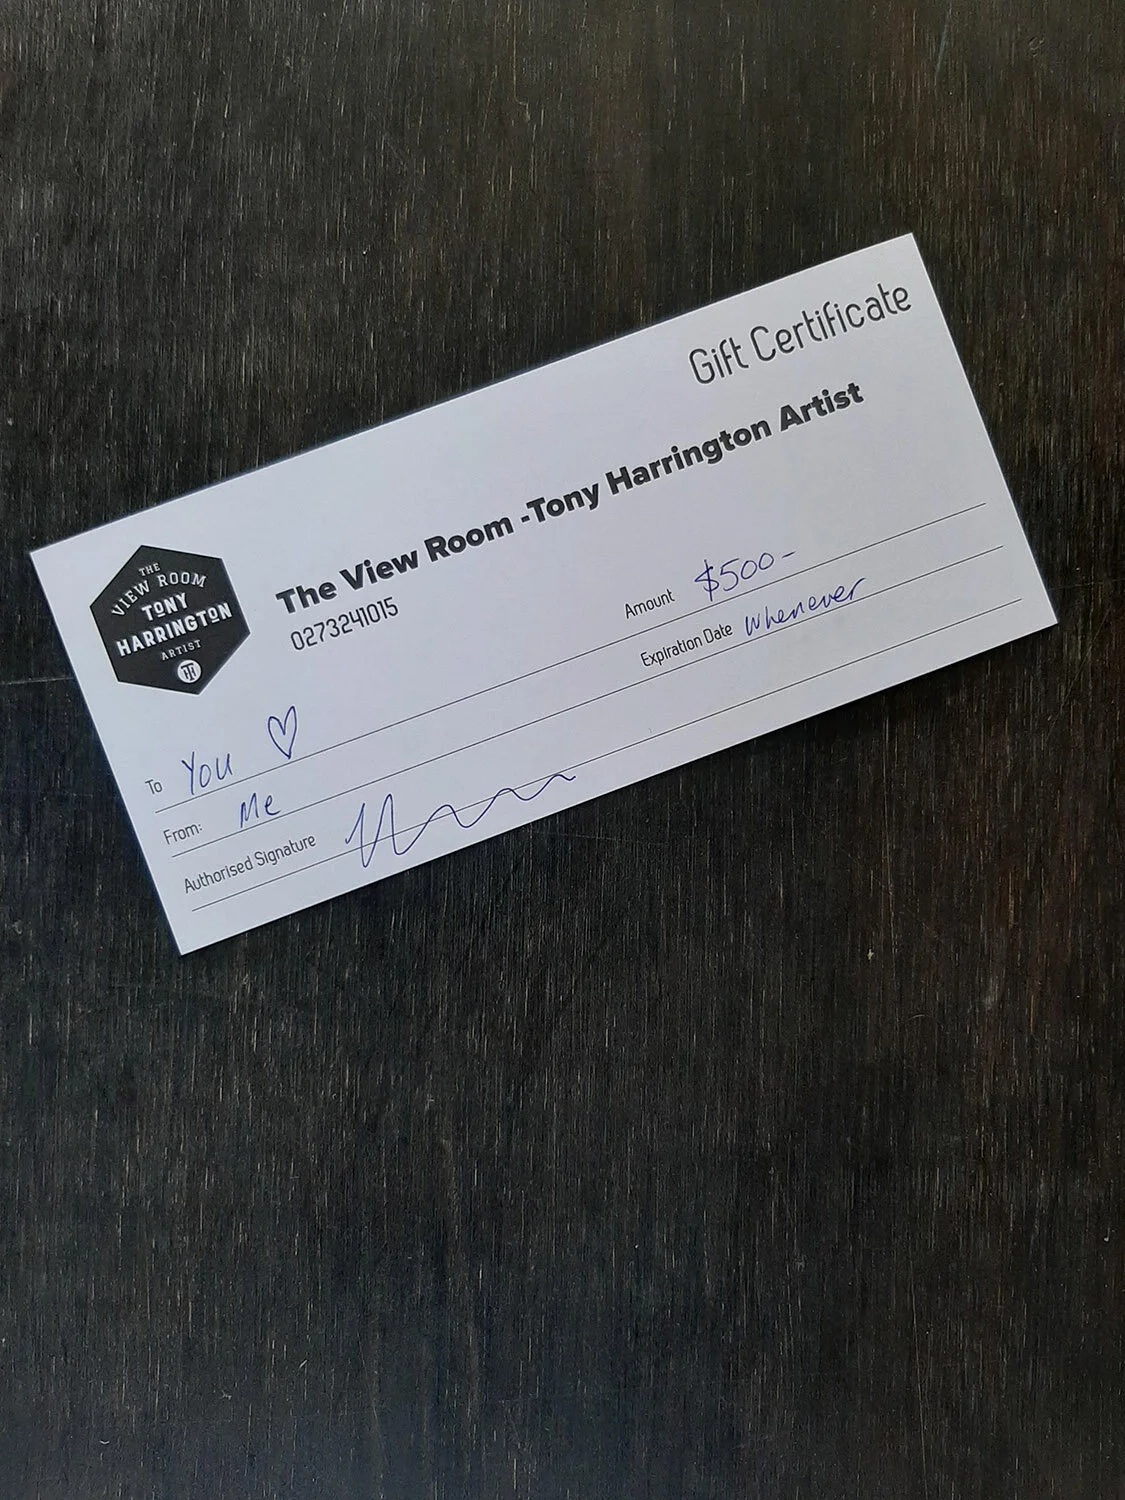 Gift Certificate
The View Room -Tony Harrington Artist
0273241015
THE
VIEW ROOM
TONY
HARRINGTON
ARTIST
TH
Amount $500-
Expiration Date Whenever
To You ♡
From: Me
Authorised Signature